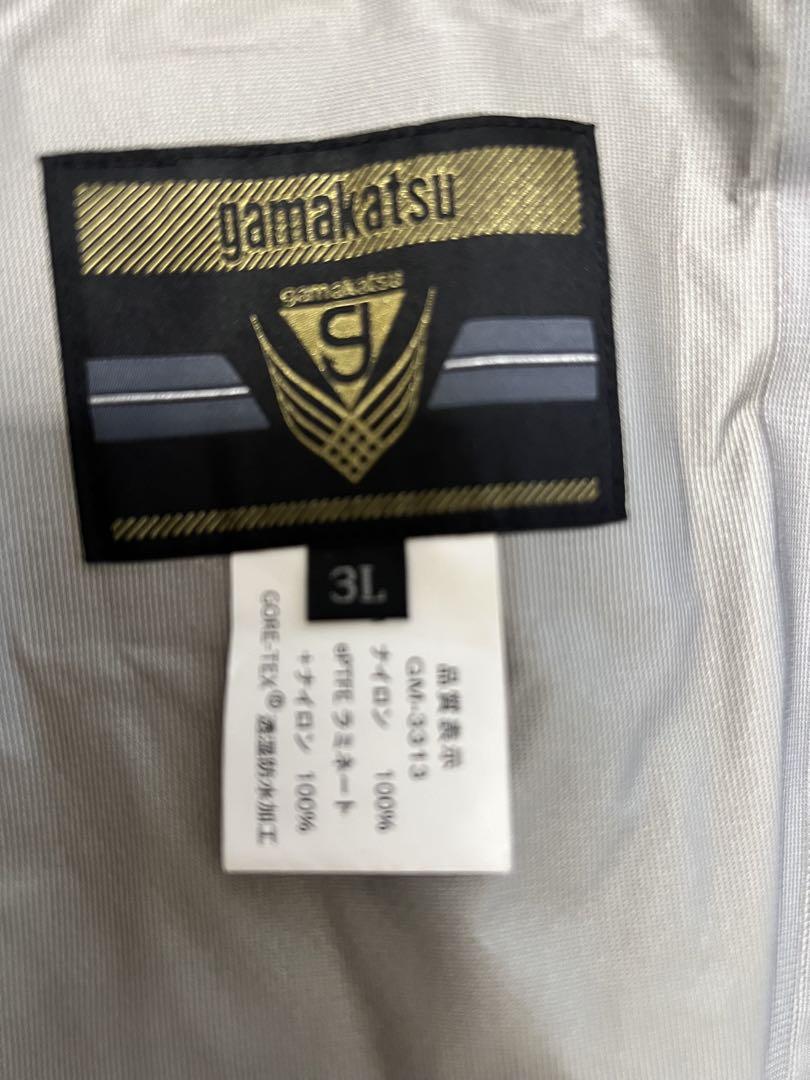 gamakatsu
gamakatsu
g
3L
品質表示
GM-3313
ナイロン 100%
ePTFEラミネート
+ナイロン 100%
GORE-TEX® 透湿防水加工